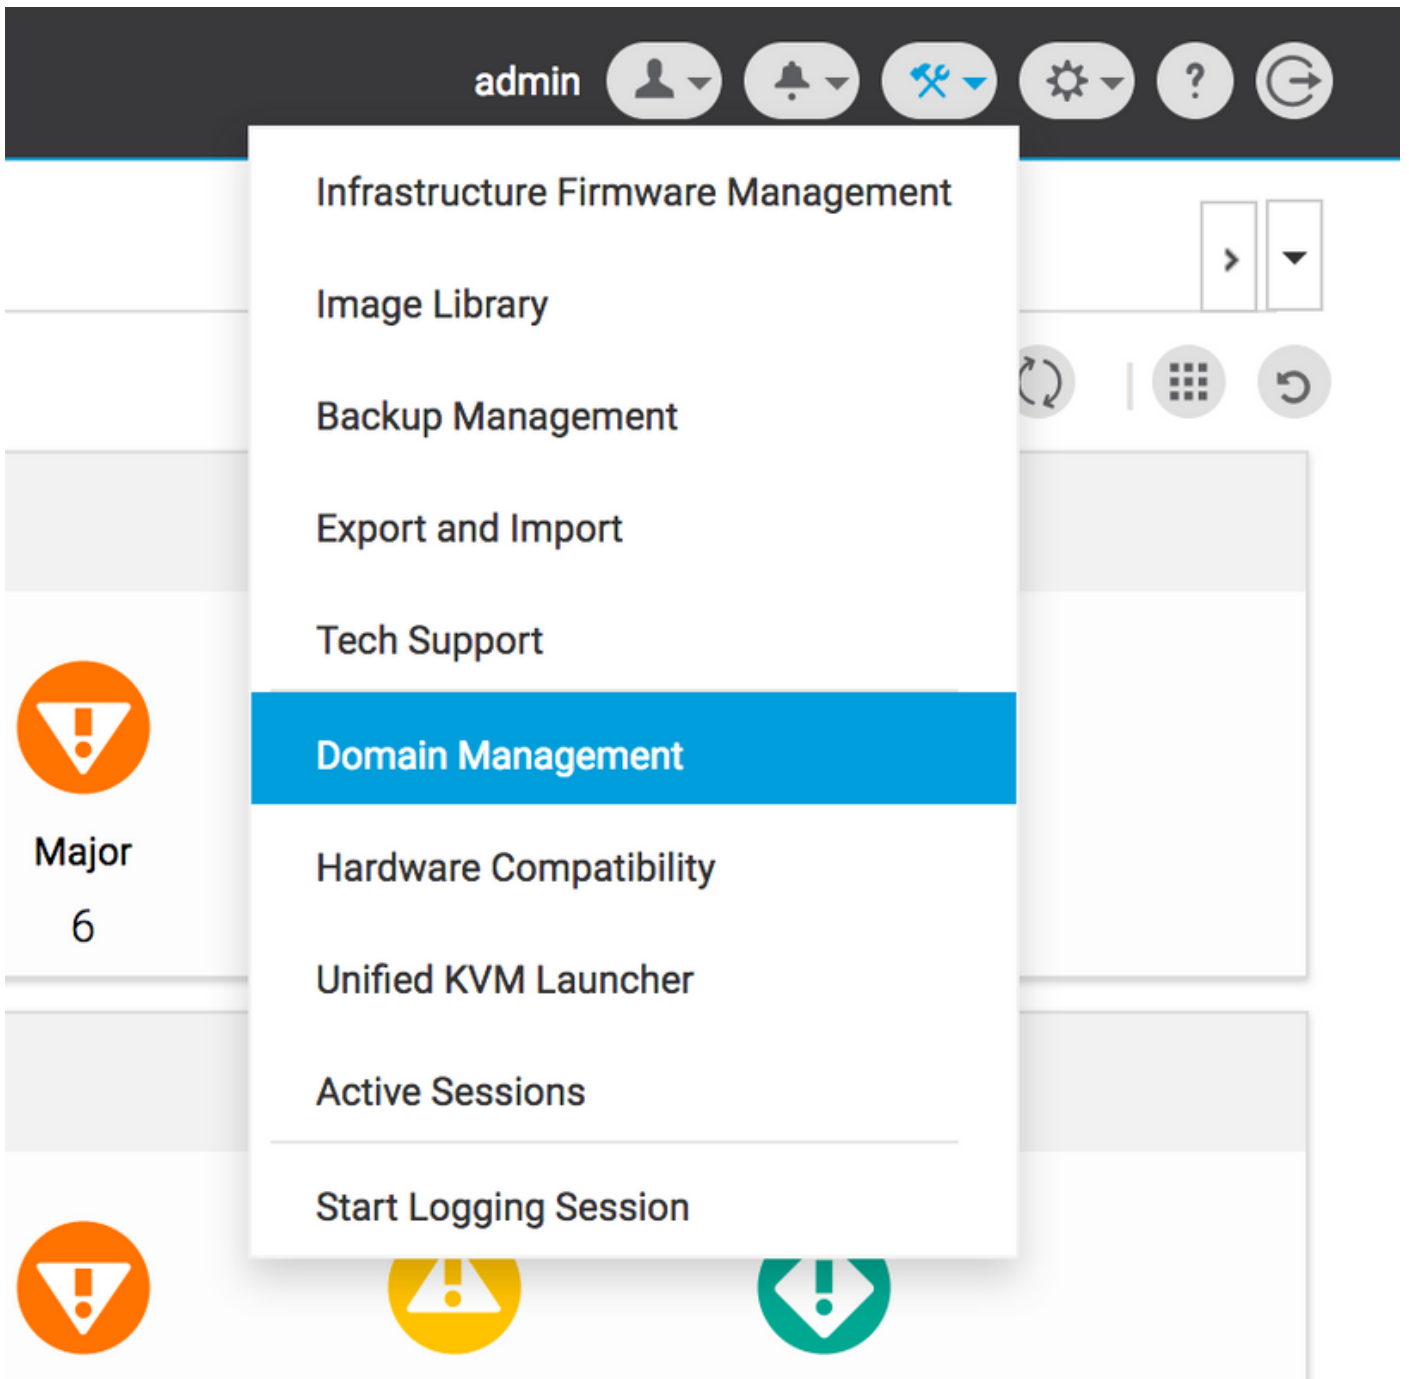 admin
?
Infrastructure Firmware Management
Image Library
Backup Management
Export and Import
Tech Support
Domain Management
Hardware Compatibility
Unified KVM Launcher
Active Sessions
Start Logging Session
Major
6